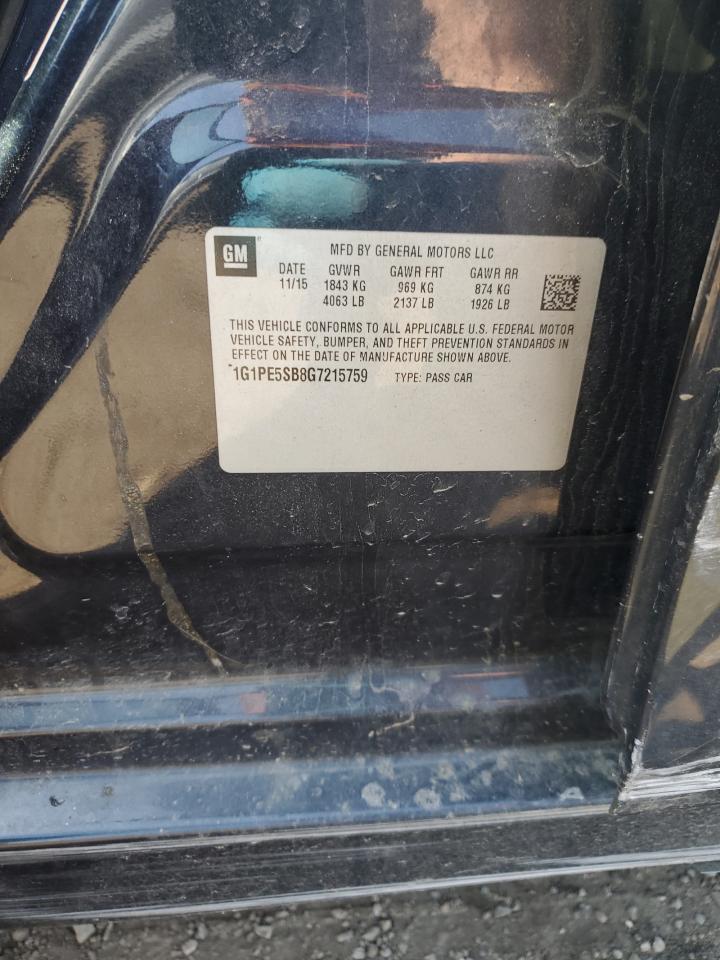 GM
MFD BY GENERAL MOTORS LLC
DATE GVWR GAWR FRT GAWR RR
11/15 1843 KG 969 KG 874 KG
4063 LB 2137 LB 1926 LB
THIS VEHICLE CONFORMS TO ALL APPLICABLE U.S. FEDERAL MOTOR
VEHICLE SAFETY, BUMPER, AND THEFT PREVENTION STANDARDS IN
EFFECT ON THE DATE OF MANUFACTURE SHOWN ABOVE.
1G1PE5SB8G7215759 TYPE: PASS CAR